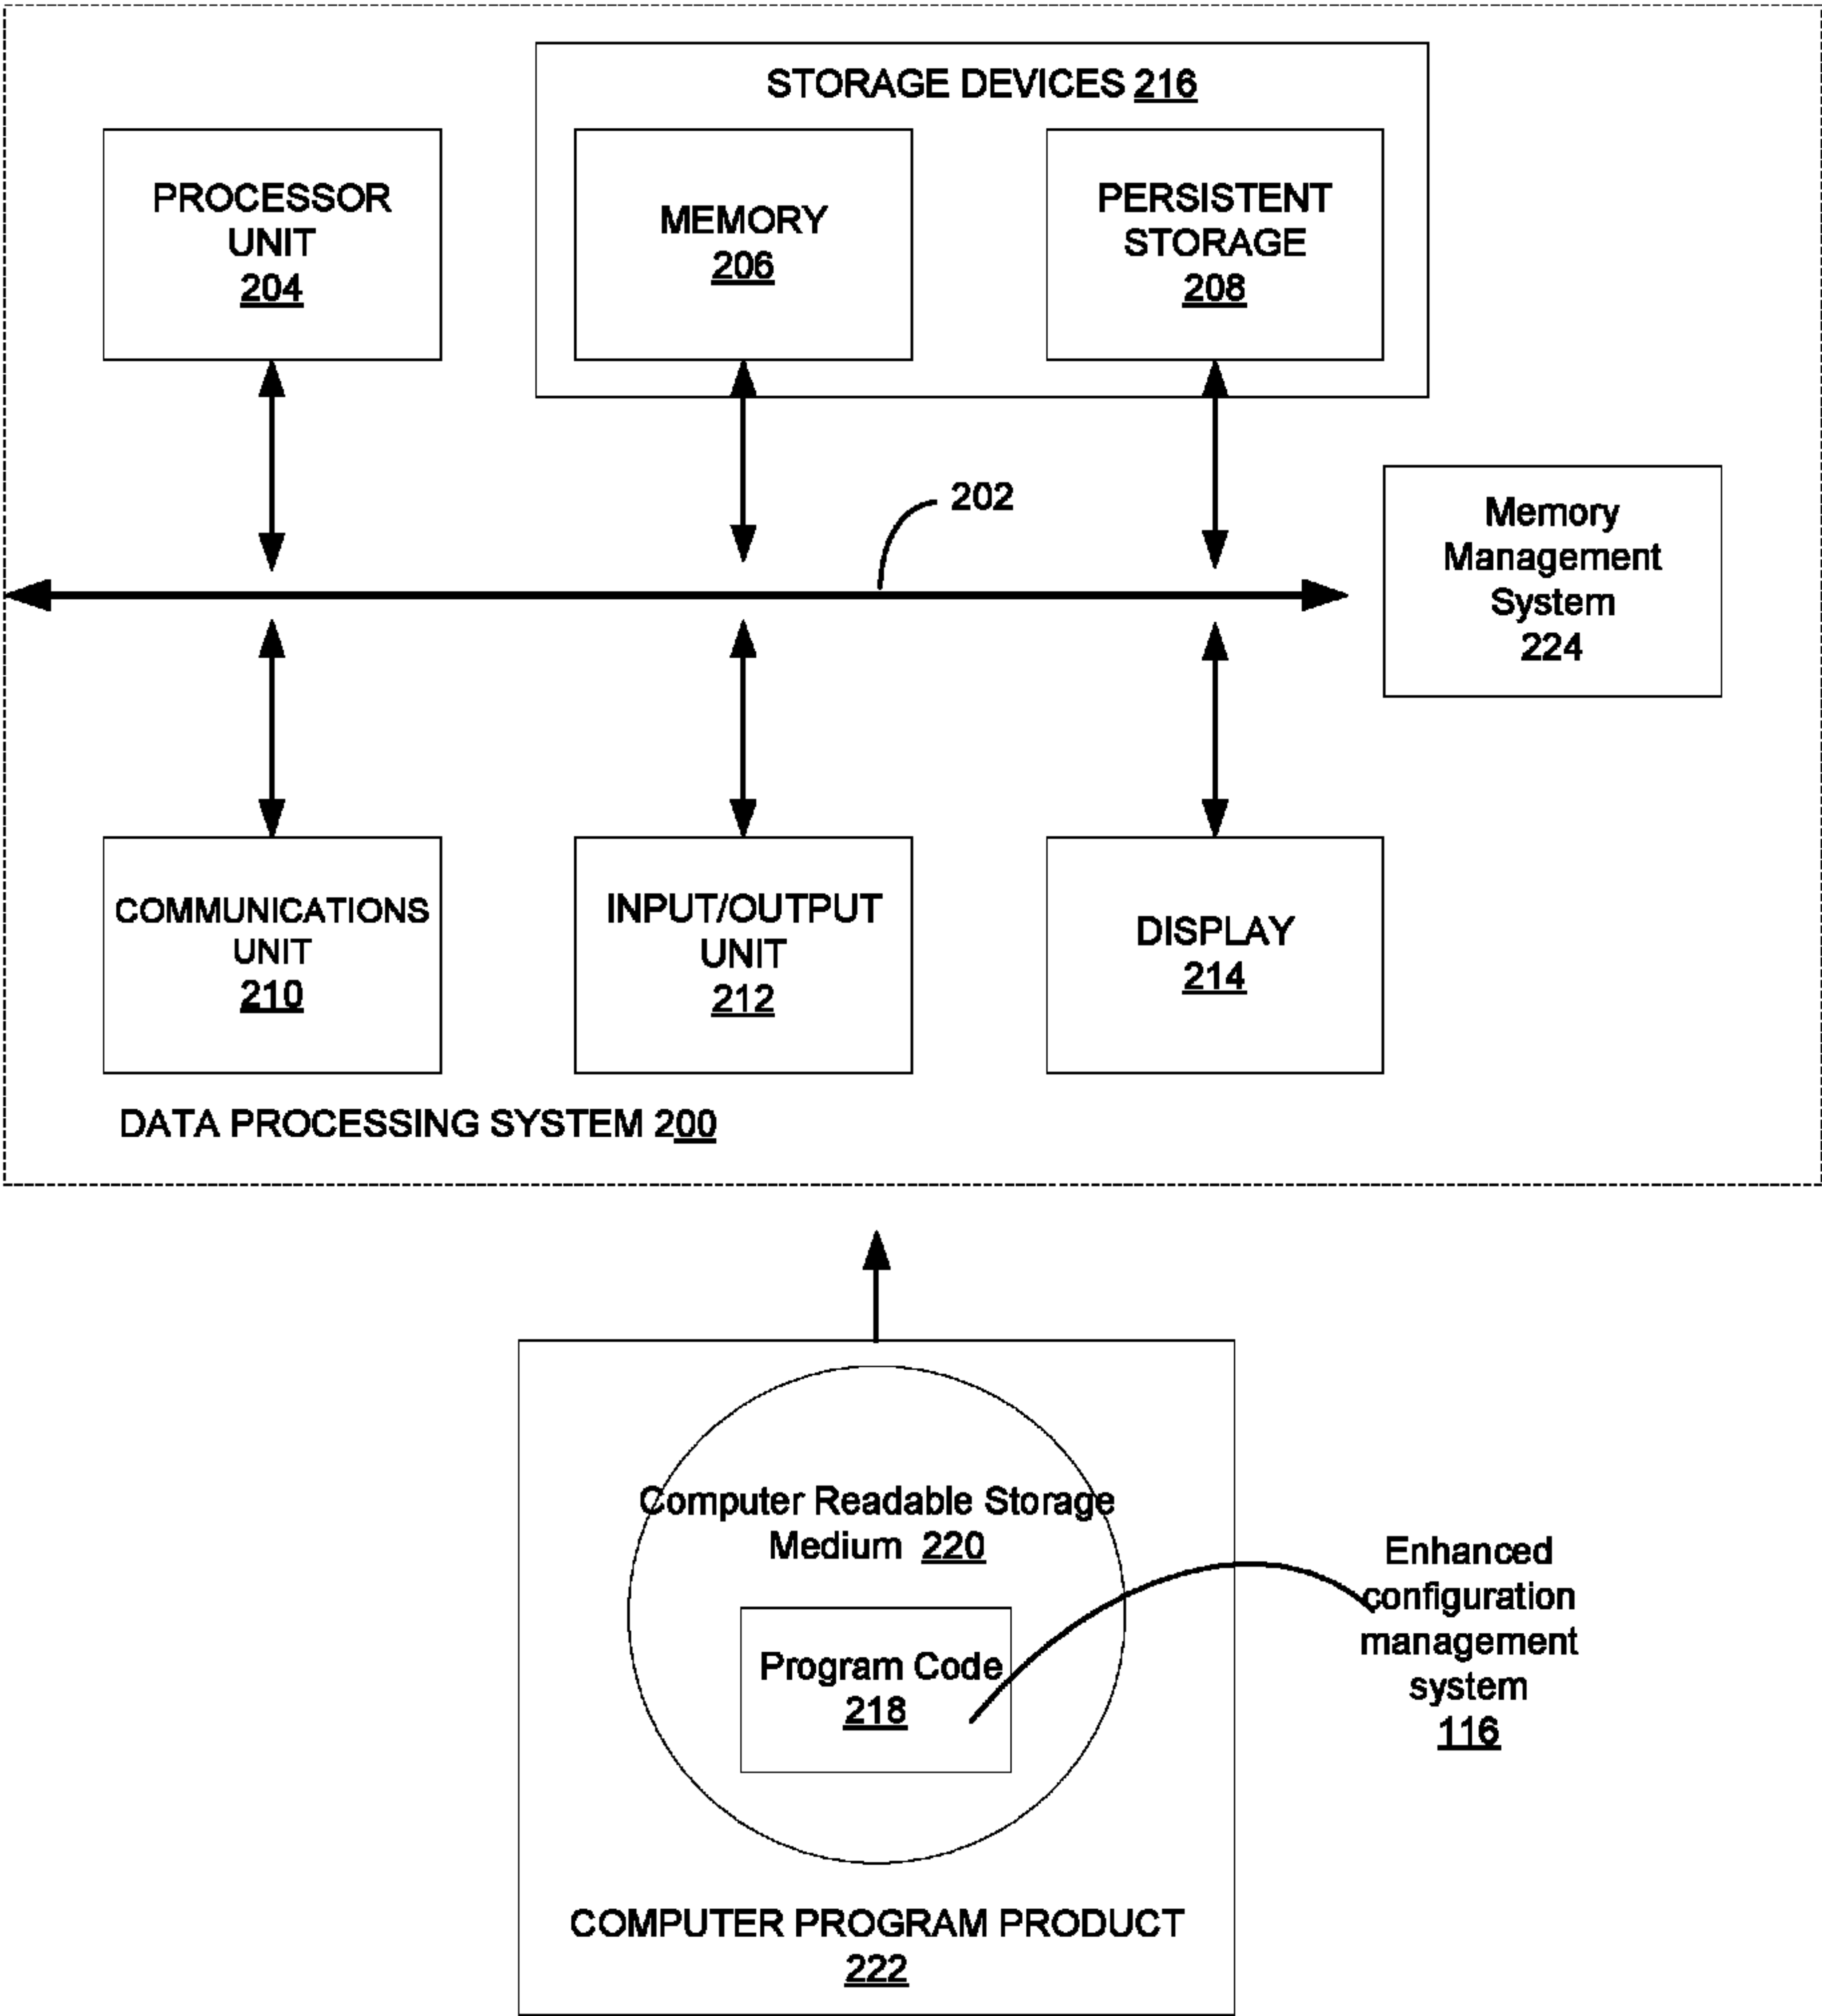 STORAGE DEVICES 216
PROCESSOR
UNIT
204
MEMORY
206
PERSISTENT
STORAGE
208
202
Memory
Management
System
224
COMMUNICATIONS
UNIT
210
INPUT/OUTPUT
UNIT
212
DISPLAY
214
DATA PROCESSING SYSTEM 200
Computer Readable Storage
Medium 220
Program Code
218
Enhanced
configuration
management
system
116
COMPUTER PROGRAM PRODUCT
222